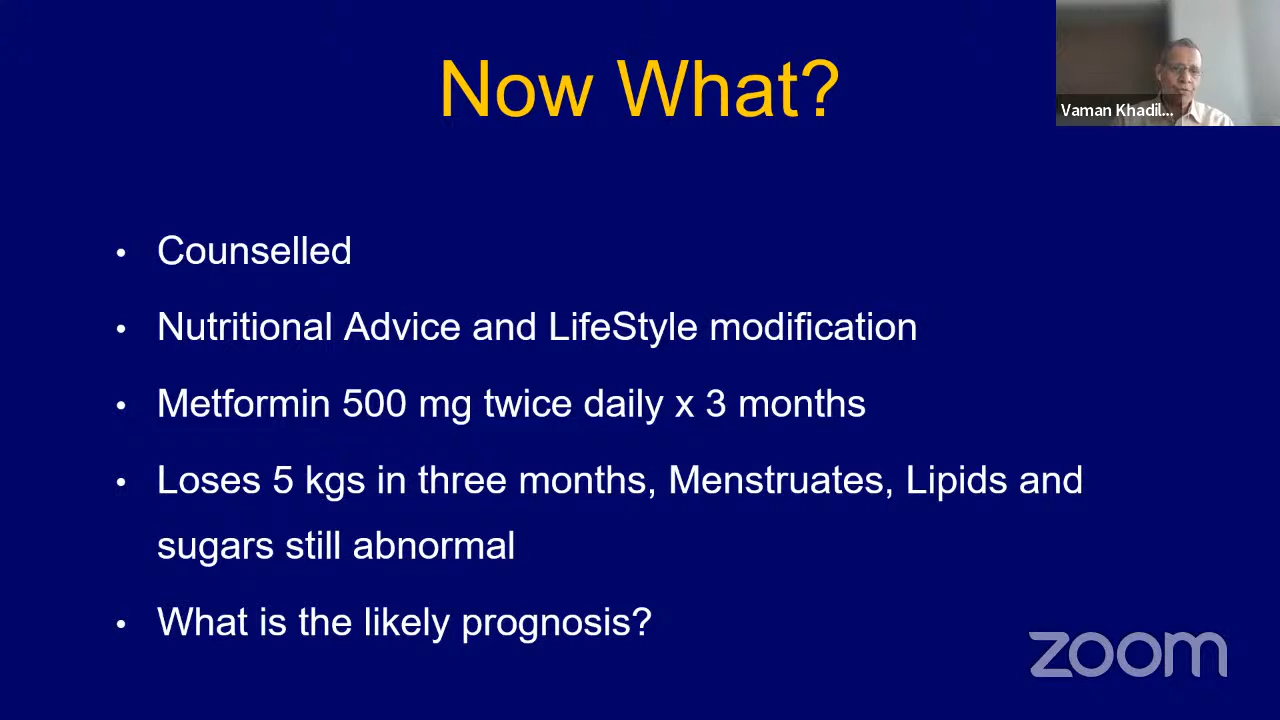 Now What?
Vaman Khadil...
• Counselled
• Nutritional Advice and LifeStyle modification
• Metformin 500 mg twice daily x 3 months
• Loses 5 kgs in three months, Menstruates, Lipids and
sugars still abnormal
• What is the likely prognosis?
zoom